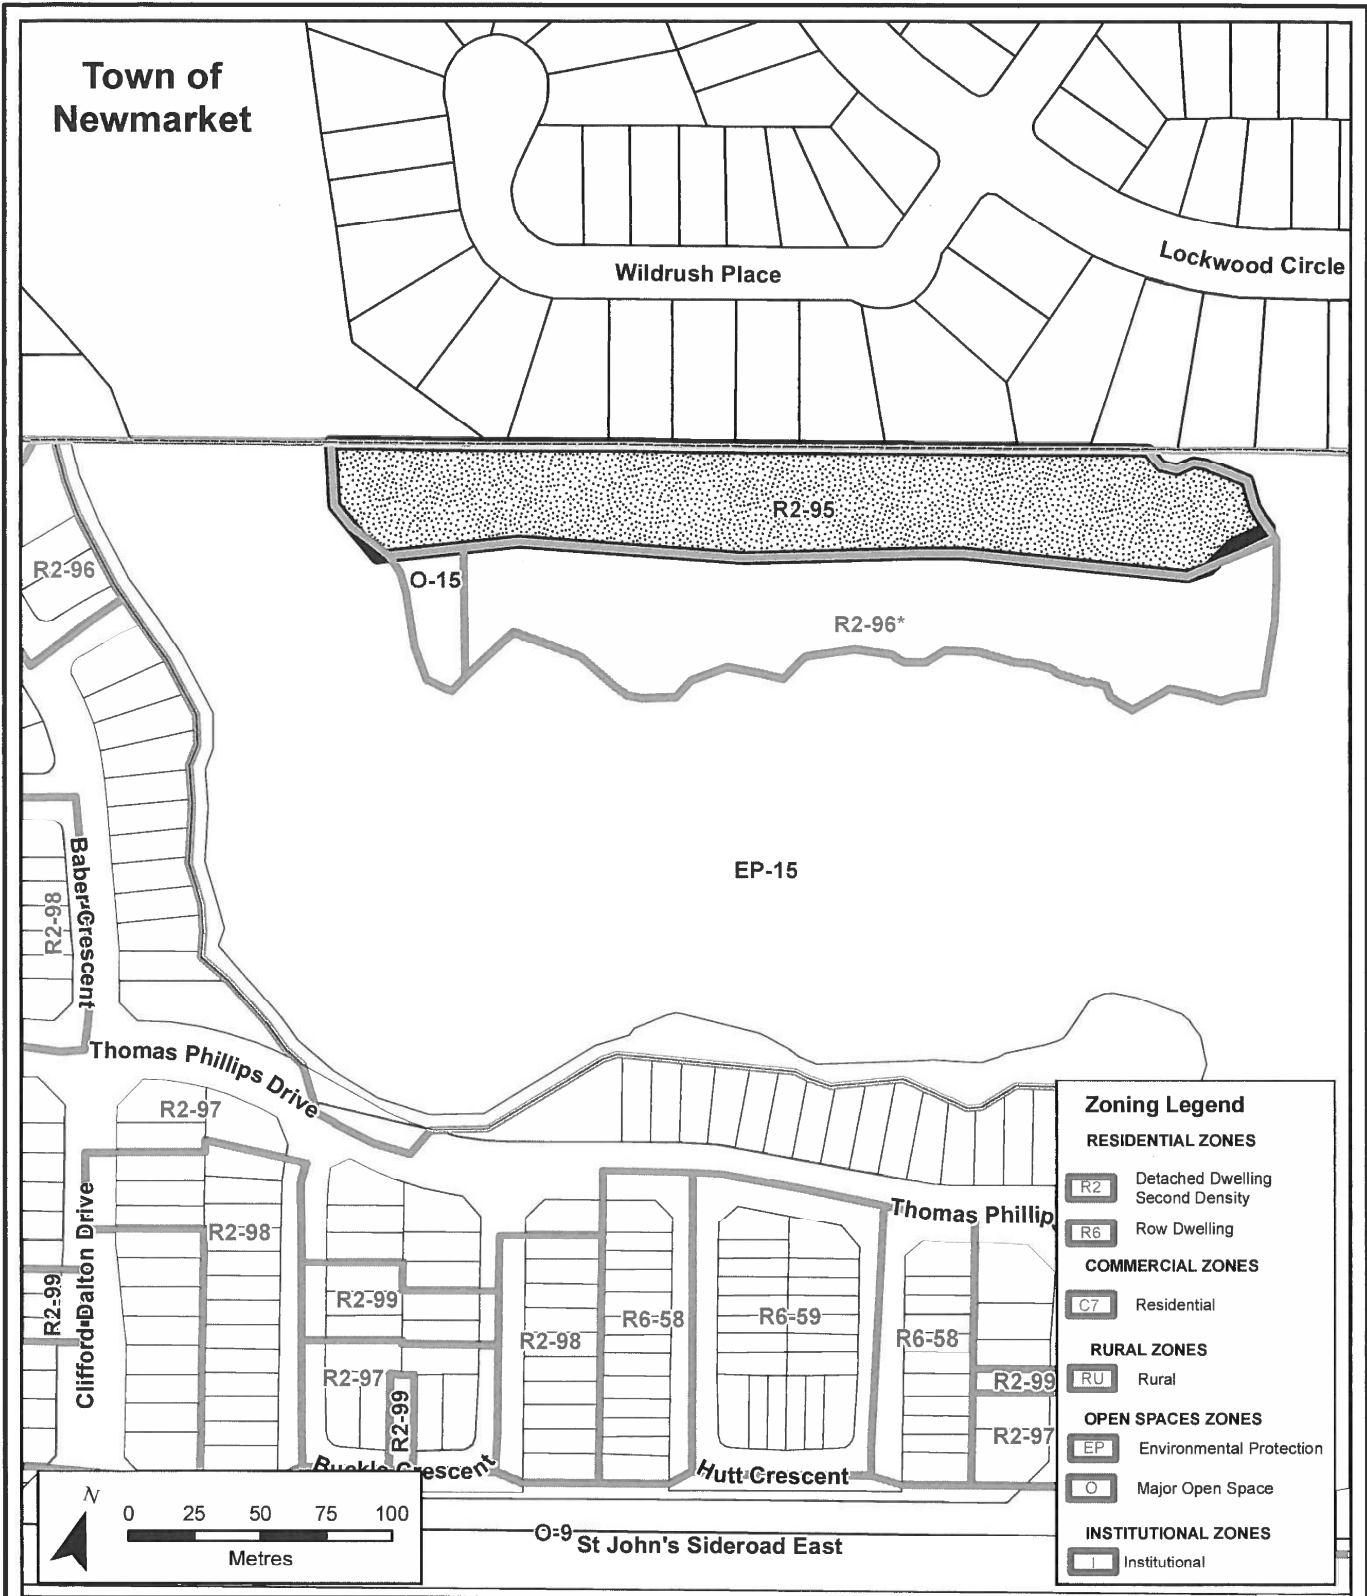 Town of
Newmarket
Wildrush Place
Lockwood Circle
R2-95
R2-96
O-15
R2-96*
EP-15
Baber Crescent
R2-98
Thomas Phillips Drive
R2-97
Clifford Dalton Drive
R2-98
R2-99
R2-99
R2-97
R2-99
R2-98
R6-58
R6-59
Thomas Phillip
R6-58
R2-99
R2-97
Buckle Crescent
Hutt Crescent
O-9
St John's Sideroad East
N
0 25 50 75 100
Metres
Zoning Legend
RESIDENTIAL ZONES
R2 Detached Dwelling
Second Density
R6 Row Dwelling
COMMERCIAL ZONES
C7 Residential
RURAL ZONES
RU Rural
OPEN SPACES ZONES
EP Environmental Protection
O Major Open Space
INSTITUTIONAL ZONES
I Institutional